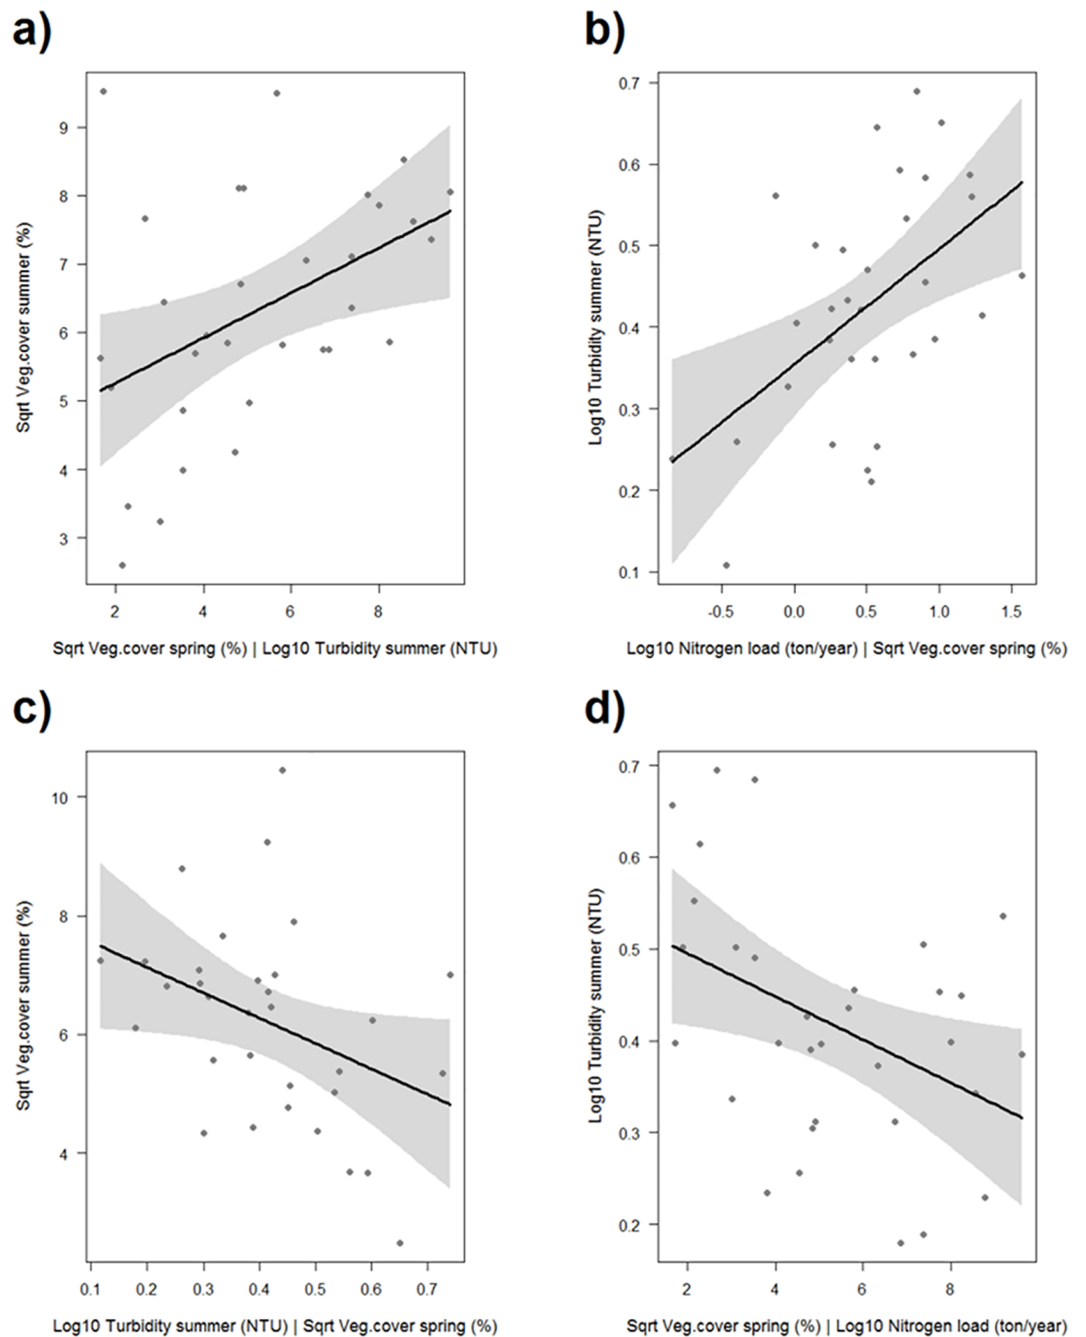 a)
9
8
7
6
5
4
3
Sqrt Veg.cover summer (%)
2 4 6 8
Sqrt Veg.cover spring (%) | Log10 Turbidity summer (NTU)
b)
0.7
0.6
0.5
0.4
0.3
0.2
0.1
Log10 Turbidity summer (NTU)
-0.5 0.0 0.5 1.0 1.5
Log10 Nitrogen load (ton/year) | Sqrt Veg.cover spring (%)
c)
10
8
6
4
Sqrt Veg.cover summer (%)
0.1 0.2 0.3 0.4 0.5 0.6 0.7
Log10 Turbidity summer (NTU) | Sqrt Veg.cover spring (%)
d)
0.7
0.6
0.5
0.4
0.3
0.2
Log10 Turbidity summer (NTU)
2 4 6 8
Sqrt Veg.cover spring (%) | Log10 Nitrogen load (ton/year)